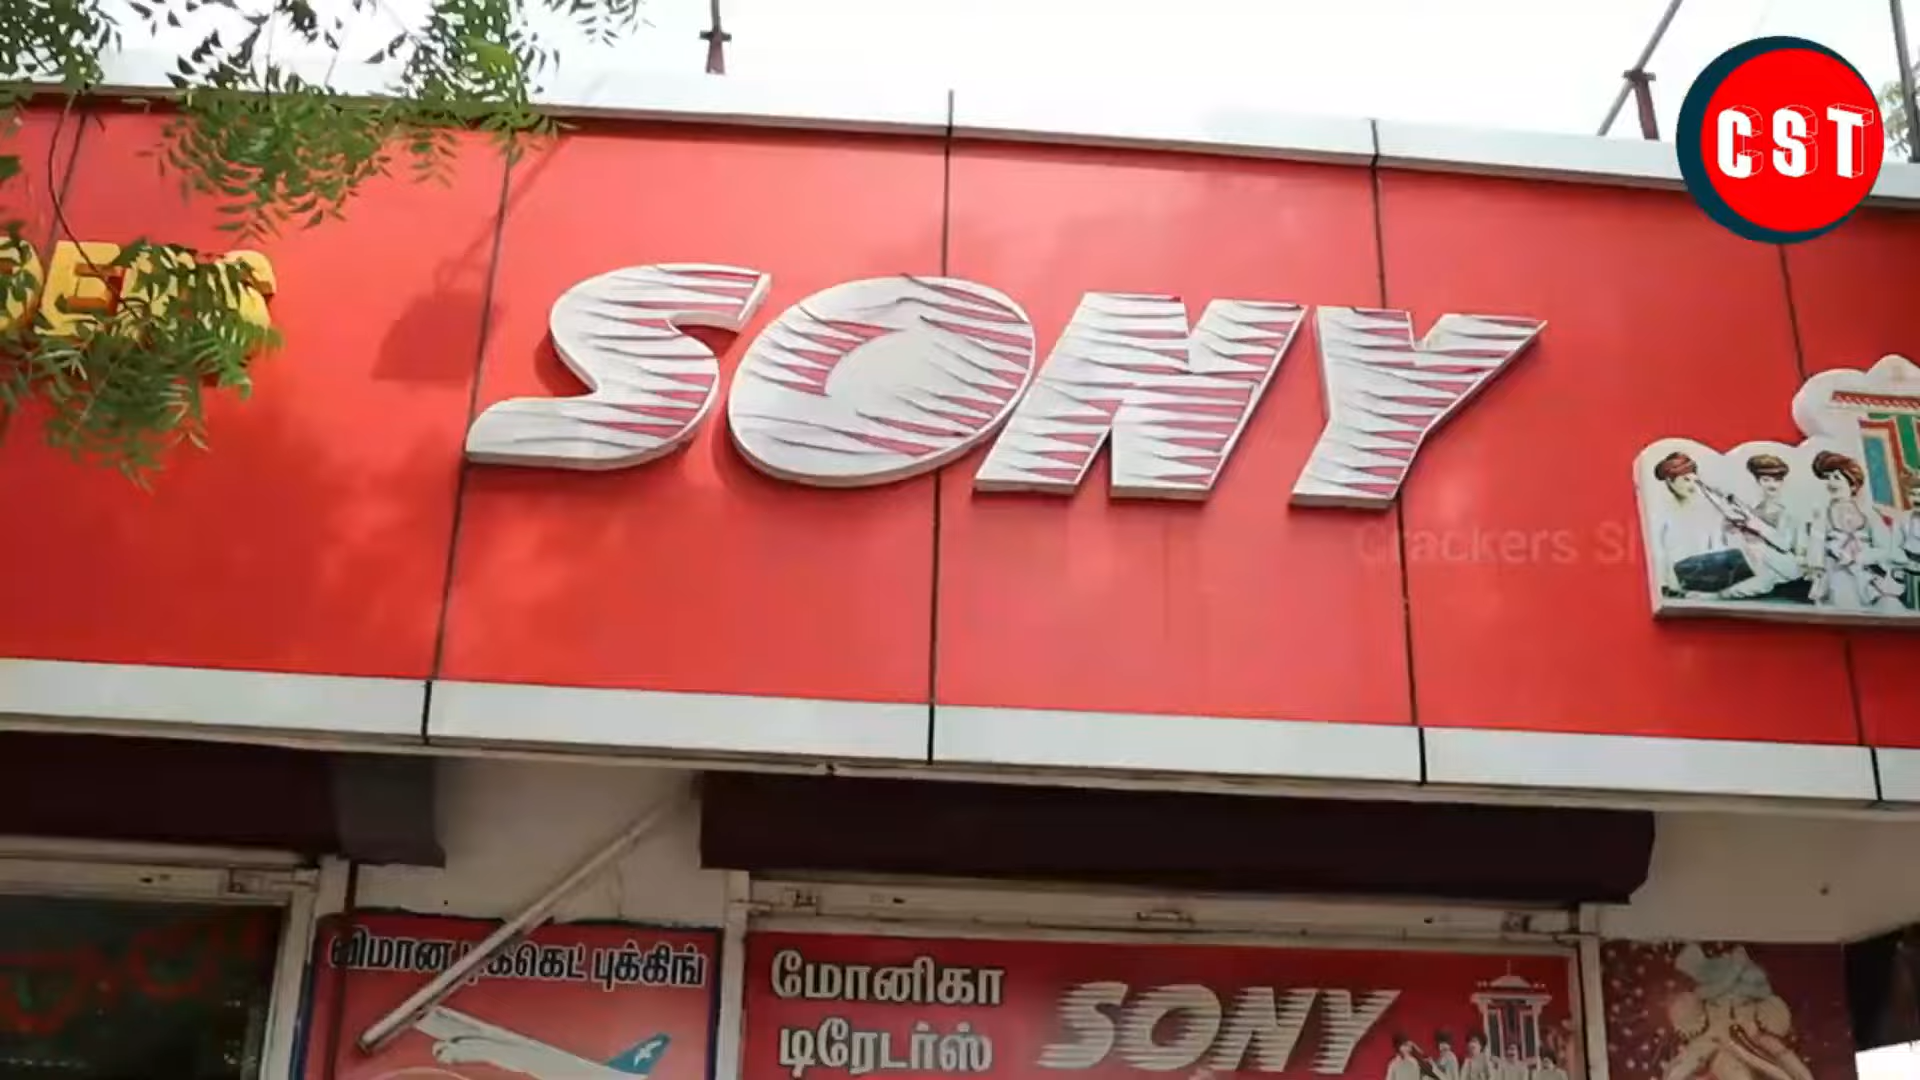 CST
SONY
Crackers
விமான டிக்கெட் புக்கிங்
மோனிகா
டிரேடர்ஸ்
SONY